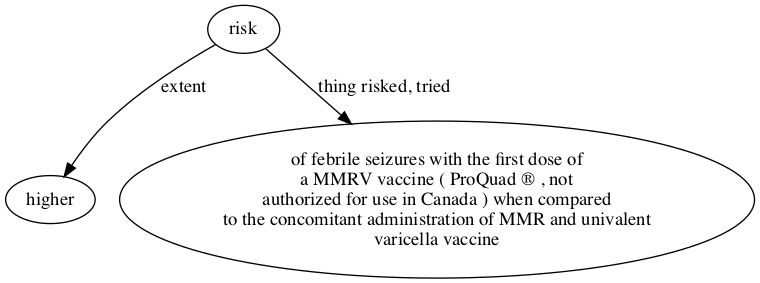 risk
extent
thing risked, tried
higher
of febrile seizures with the first dose of
a MMRV vaccine ( ProQuad ® , not
authorized for use in Canada ) when compared
to the concomitant administration of MMR and univalent
varicella vaccine